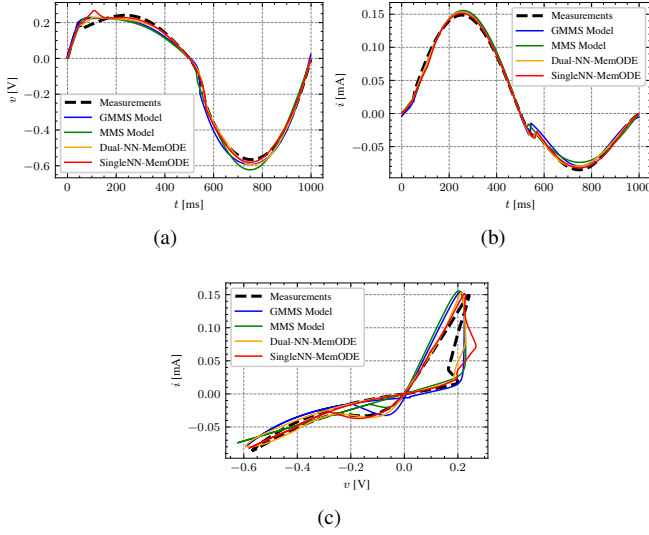 0.2
0.0
−0.2
−0.4
−0.6
v [V]
Measurements
GMMS Model
MMS Model
Dual-NN-MemODE
SingleNN-MemODE
0 200 400 600 800 1000
t [ms]
(a)
0.15
0.10
0.05
0.00
−0.05
i [mA]
Measurements
GMMS Model
MMS Model
Dual-NN-MemODE
SingleNN-MemODE
0 200 400 600 800 1000
t [ms]
(b)
0.15
0.10
0.05
0.00
−0.05
i [mA]
Measurements
GMMS Model
MMS Model
Dual-NN-MemODE
SingleNN-MemODE
−0.6 −0.4 −0.2 0.0 0.2
v [V]
(c)